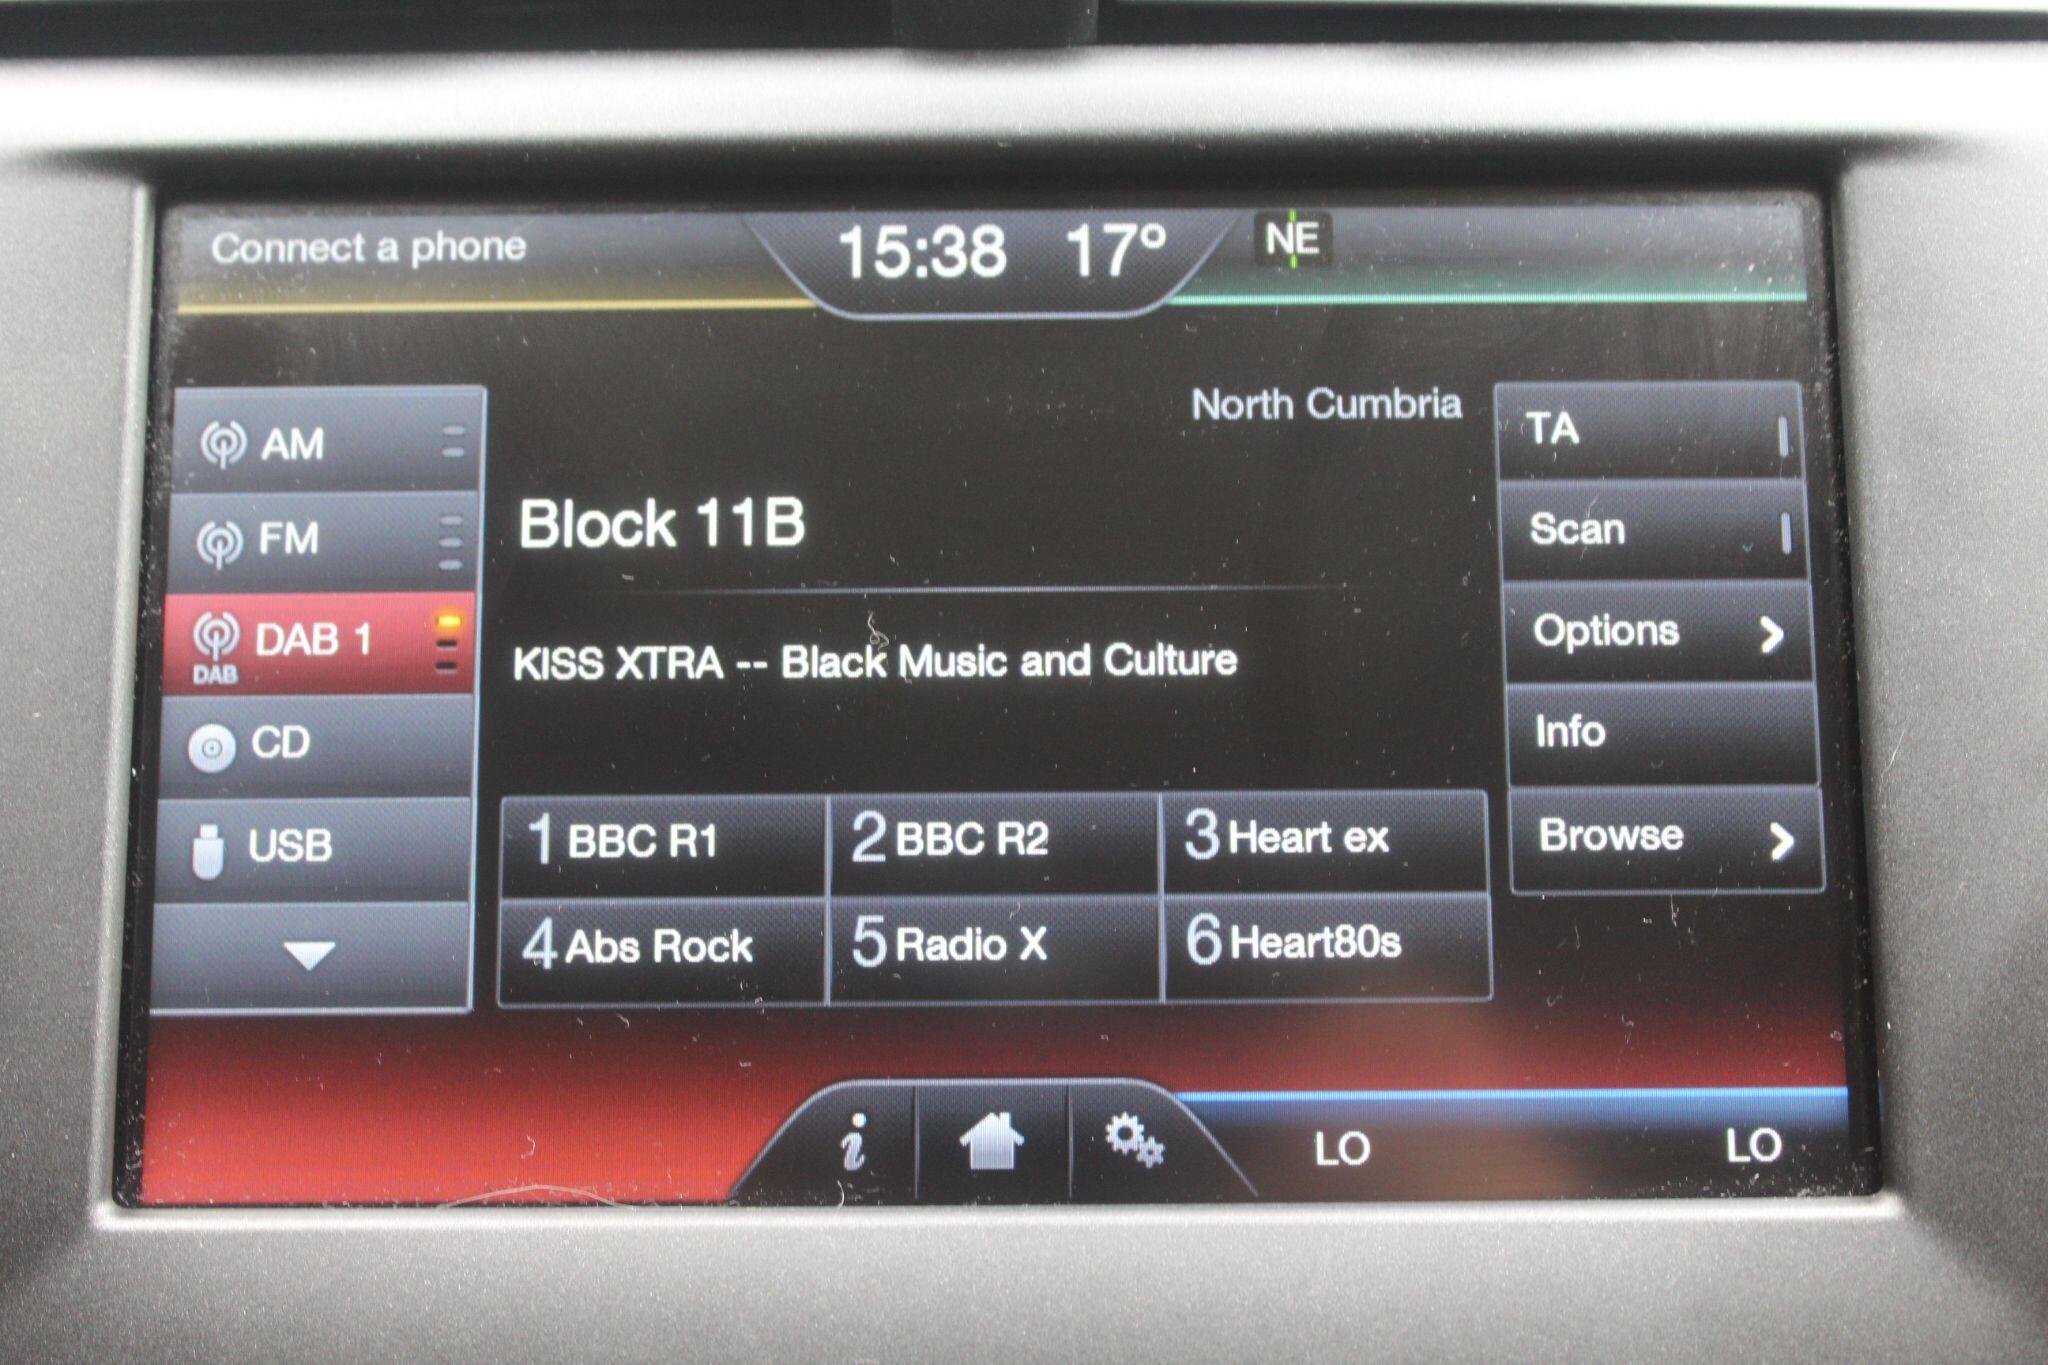 Connect a phone
15:38 17° NE
North Cumbria
AM
FM
DAB 1
DAB
CD
USB
Block 11B
KISS XTRA -- Black Music and Culture
1 BBC R1
2 BBC R2
3 Heart ex
4 Abs Rock
5 Radio X
6 Heart80s
TA
Scan
Options
Info
Browse
i
LO
LO